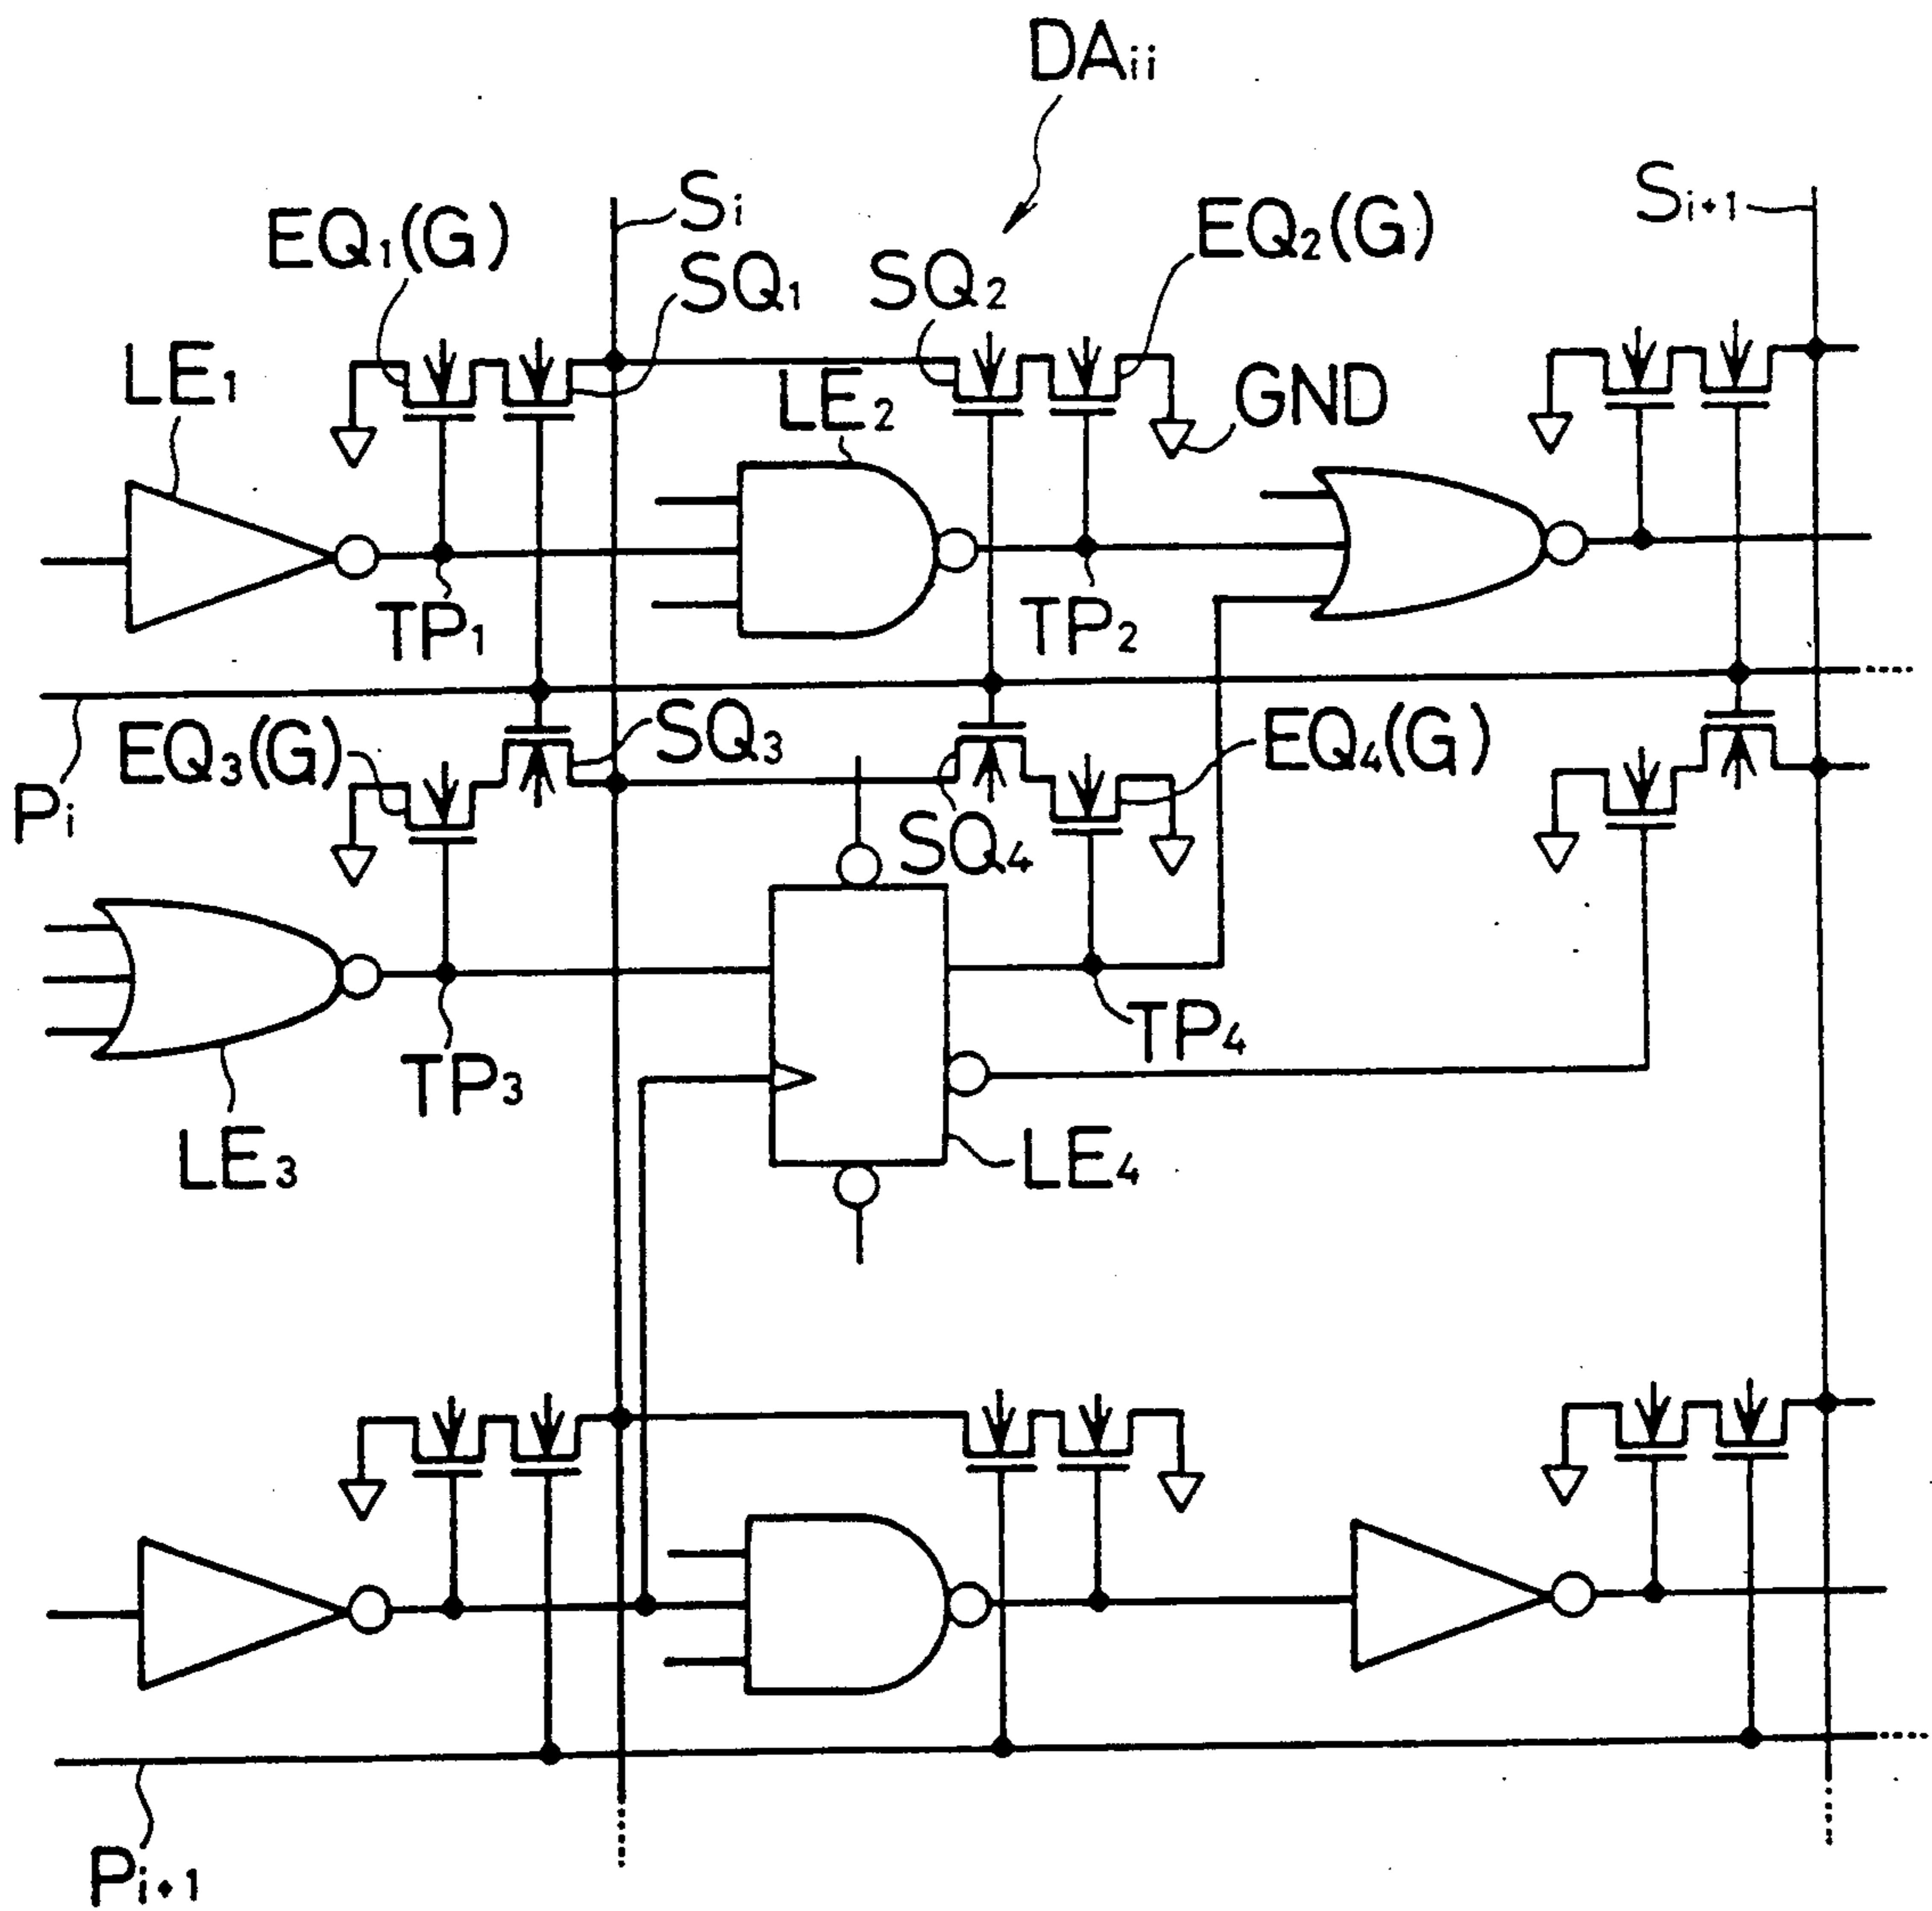 DAii
Si
Si+1
EQ1(G)
EQ2(G)
SQ1
SQ2
LE1
LE2
GND
TP1
TP2
EQ3(G)
SQ3
EQ4(G)
Pi
SQ4
TP3
TP4
LE3
LE4
Pi+1